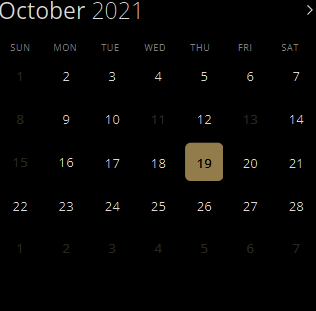 October 2021 >
SUN MON TUE WED THU FRI SAT
1 2 3 4 5 6 7
8 9 10 11 12 13 14
15 16 17 18 19 20 21
22 23 24 25 26 27 28
1 2 3 4 5 6 7